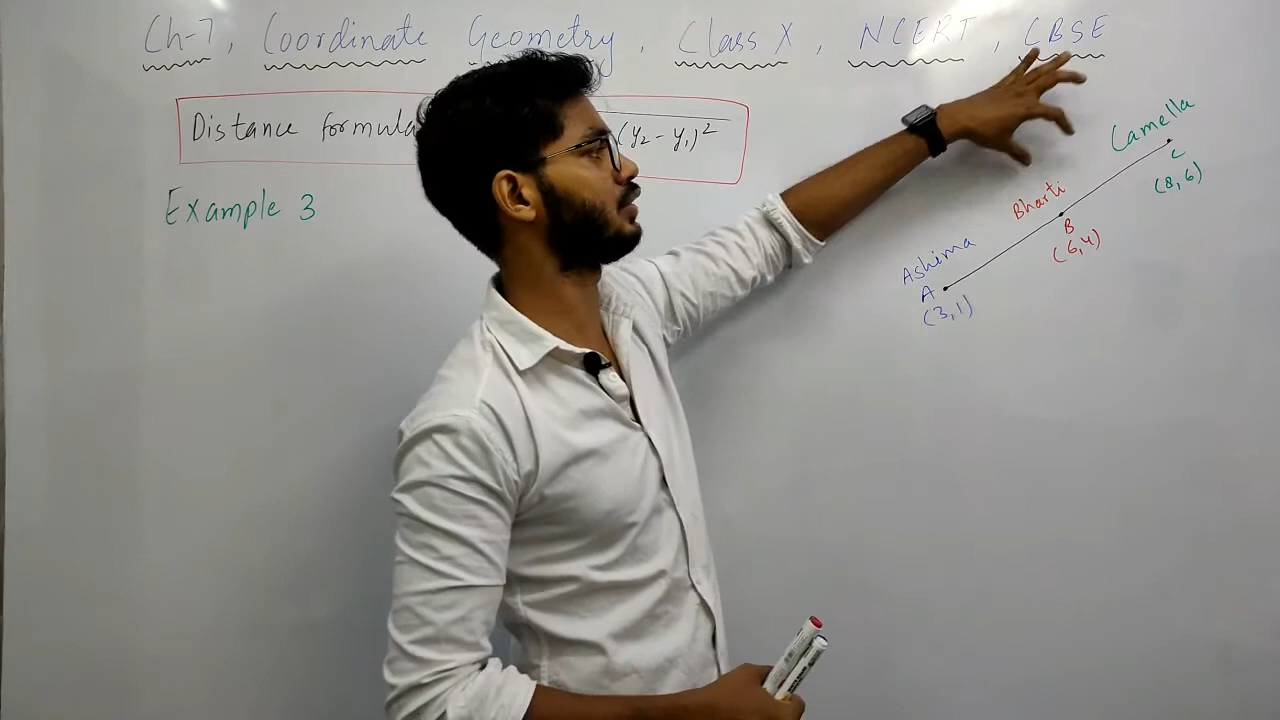 Ch-7, Coordinate Geometry, Class X, NCERT, CBSE
Distance formula (y₂ - y₁)²
Example 3
Camella
C
(8,6)
Bharti
B
(6,4)
Ashima
A
(3,1)